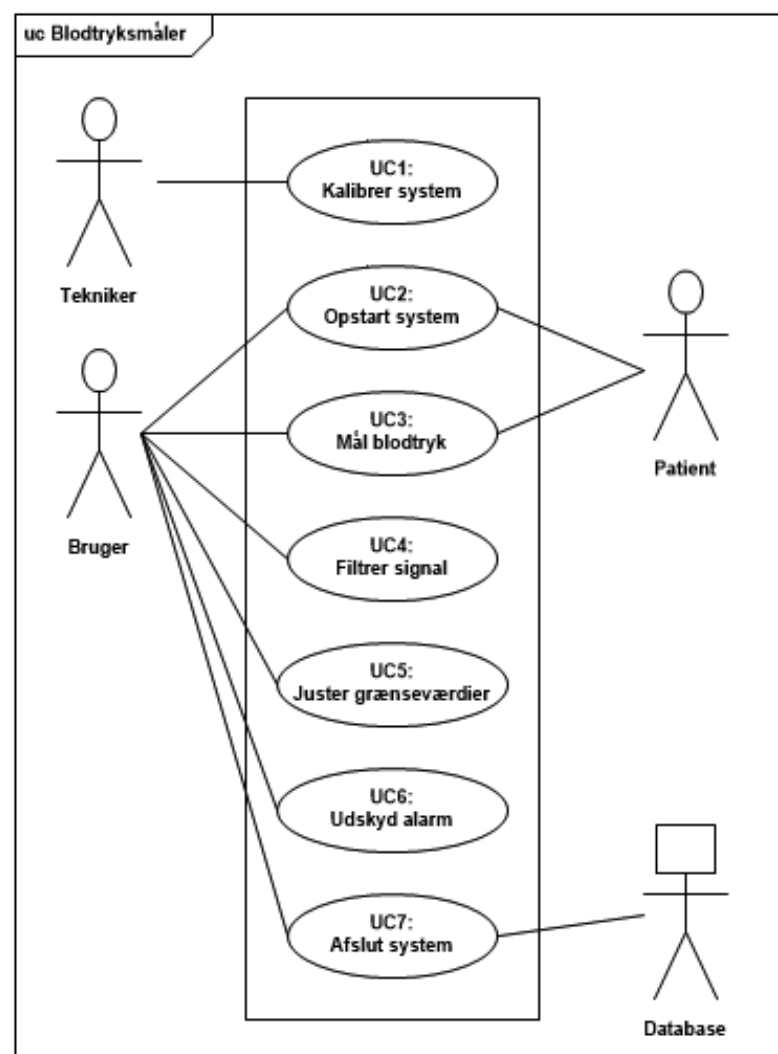 uc Blodtryksmåler
UC1:
Kalibrer system
Tekniker
UC2:
Opstart system
Bruger
UC3:
Mål blodtryk
Patient
UC4:
Filtrer signal
UC5:
Juster grænseværdier
UC6:
Udskyd alarm
UC7:
Afslut system
Database